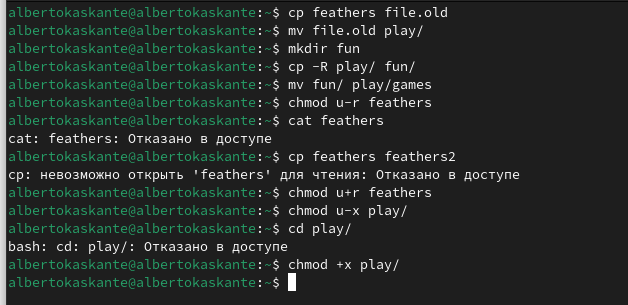 albertokaskante@albertokaskante:~$ cp feathers file.old
albertokaskante@albertokaskante:~$ mv file.old play/
albertokaskante@albertokaskante:~$ mkdir fun
albertokaskante@albertokaskante:~$ cp -R play/ fun/
albertokaskante@albertokaskante:~$ mv fun/ play/games
albertokaskante@albertokaskante:~$ chmod u-r feathers
albertokaskante@albertokaskante:~$ cat feathers
cat: feathers: Отказано в доступе
albertokaskante@albertokaskante:~$ cp feathers feathers2
cp: невозможно открыть 'feathers' для чтения: Отказано в доступе
albertokaskante@albertokaskante:~$ chmod u+r feathers
albertokaskante@albertokaskante:~$ chmod u-x play/
albertokaskante@albertokaskante:~$ cd play/
bash: cd: play/: Отказано в доступе
albertokaskante@albertokaskante:~$ chmod +x play/
albertokaskante@albertokaskante:~$